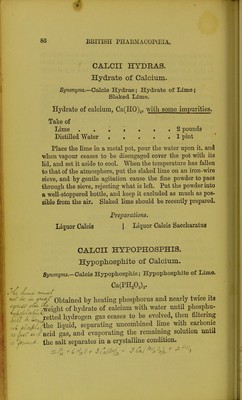 86 BRITISH PHARMACOPŒIA.
CALCII HYDRAS.
Hydrate of Calcium.
Synonyms.—Calcis Hydras; Hydrate of Lime;
Slaked Lime.
Hydrate of calcium, Ca(HO)₂, with some impurities.
Take of
Lime . . . . . . 2 pounds
Distilled Water . . . . . 1 pint
Place the lime in a metal pot, pour the water upon it, and
when vapour ceases to be disengaged cover the pot with its
lid, and set it aside to cool. When the temperature has fallen
to that of the atmosphere, put the slaked lime on an iron-wire
sieve, and by gentle agitation cause the fine powder to pass
through the sieve, rejecting what is left. Put the powder into
a well-stoppered bottle, and keep it excluded as much as pos-
sible from the air. Slaked lime should be recently prepared.
Preparations.
Liquor Calcis | Liquor Calcis Saccharatus
CALCII HYPOPHOSPHIS.
Hypophosphite of Calcium.
Synonyms.—Calcis Hypophosphis; Hypophosphite of Lime.
Ca(PH₂O₂)₂.
Obtained by heating phosphorus and nearly twice its
weight of hydrate of calcium with water until phosphu-
retted hydrogen gas ceases to be evolved, then filtering
the liquid, separating uncombined lime with carbonic
acid gas, and evaporating the remaining solution until
the salt separates in a crystalline condition.